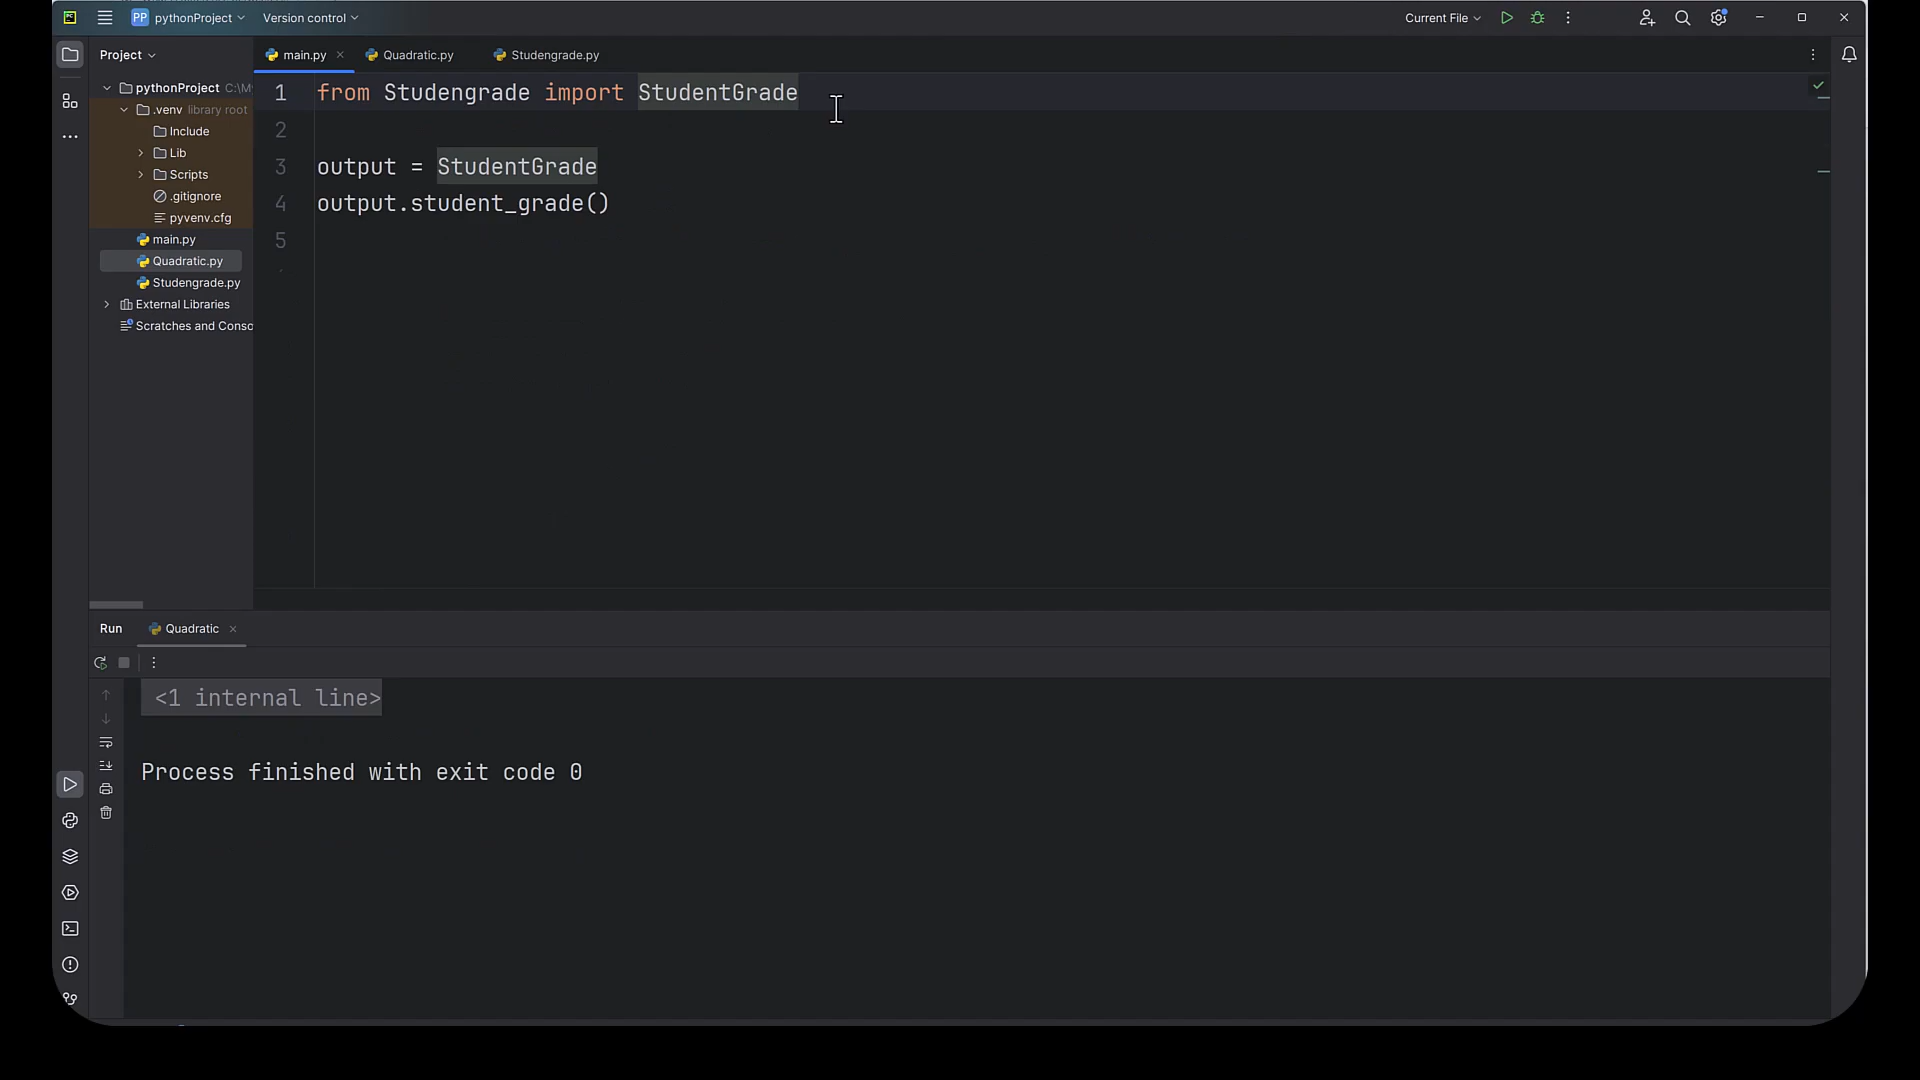 PP pythonProject Version control Current File
Project
main.py Quadratic.py Studengrade.py
pythonProject C:\M
.venv library root
Include
Lib
Scripts
.gitignore
pyvenv.cfg
main.py
Quadratic.py
Studengrade.py
External Libraries
Scratches and Conso
1 from Studengrade import StudentGrade
2
3 output = StudentGrade
4 output.student_grade()
5
Run Quadratic
<1 internal line>
Process finished with exit code 0